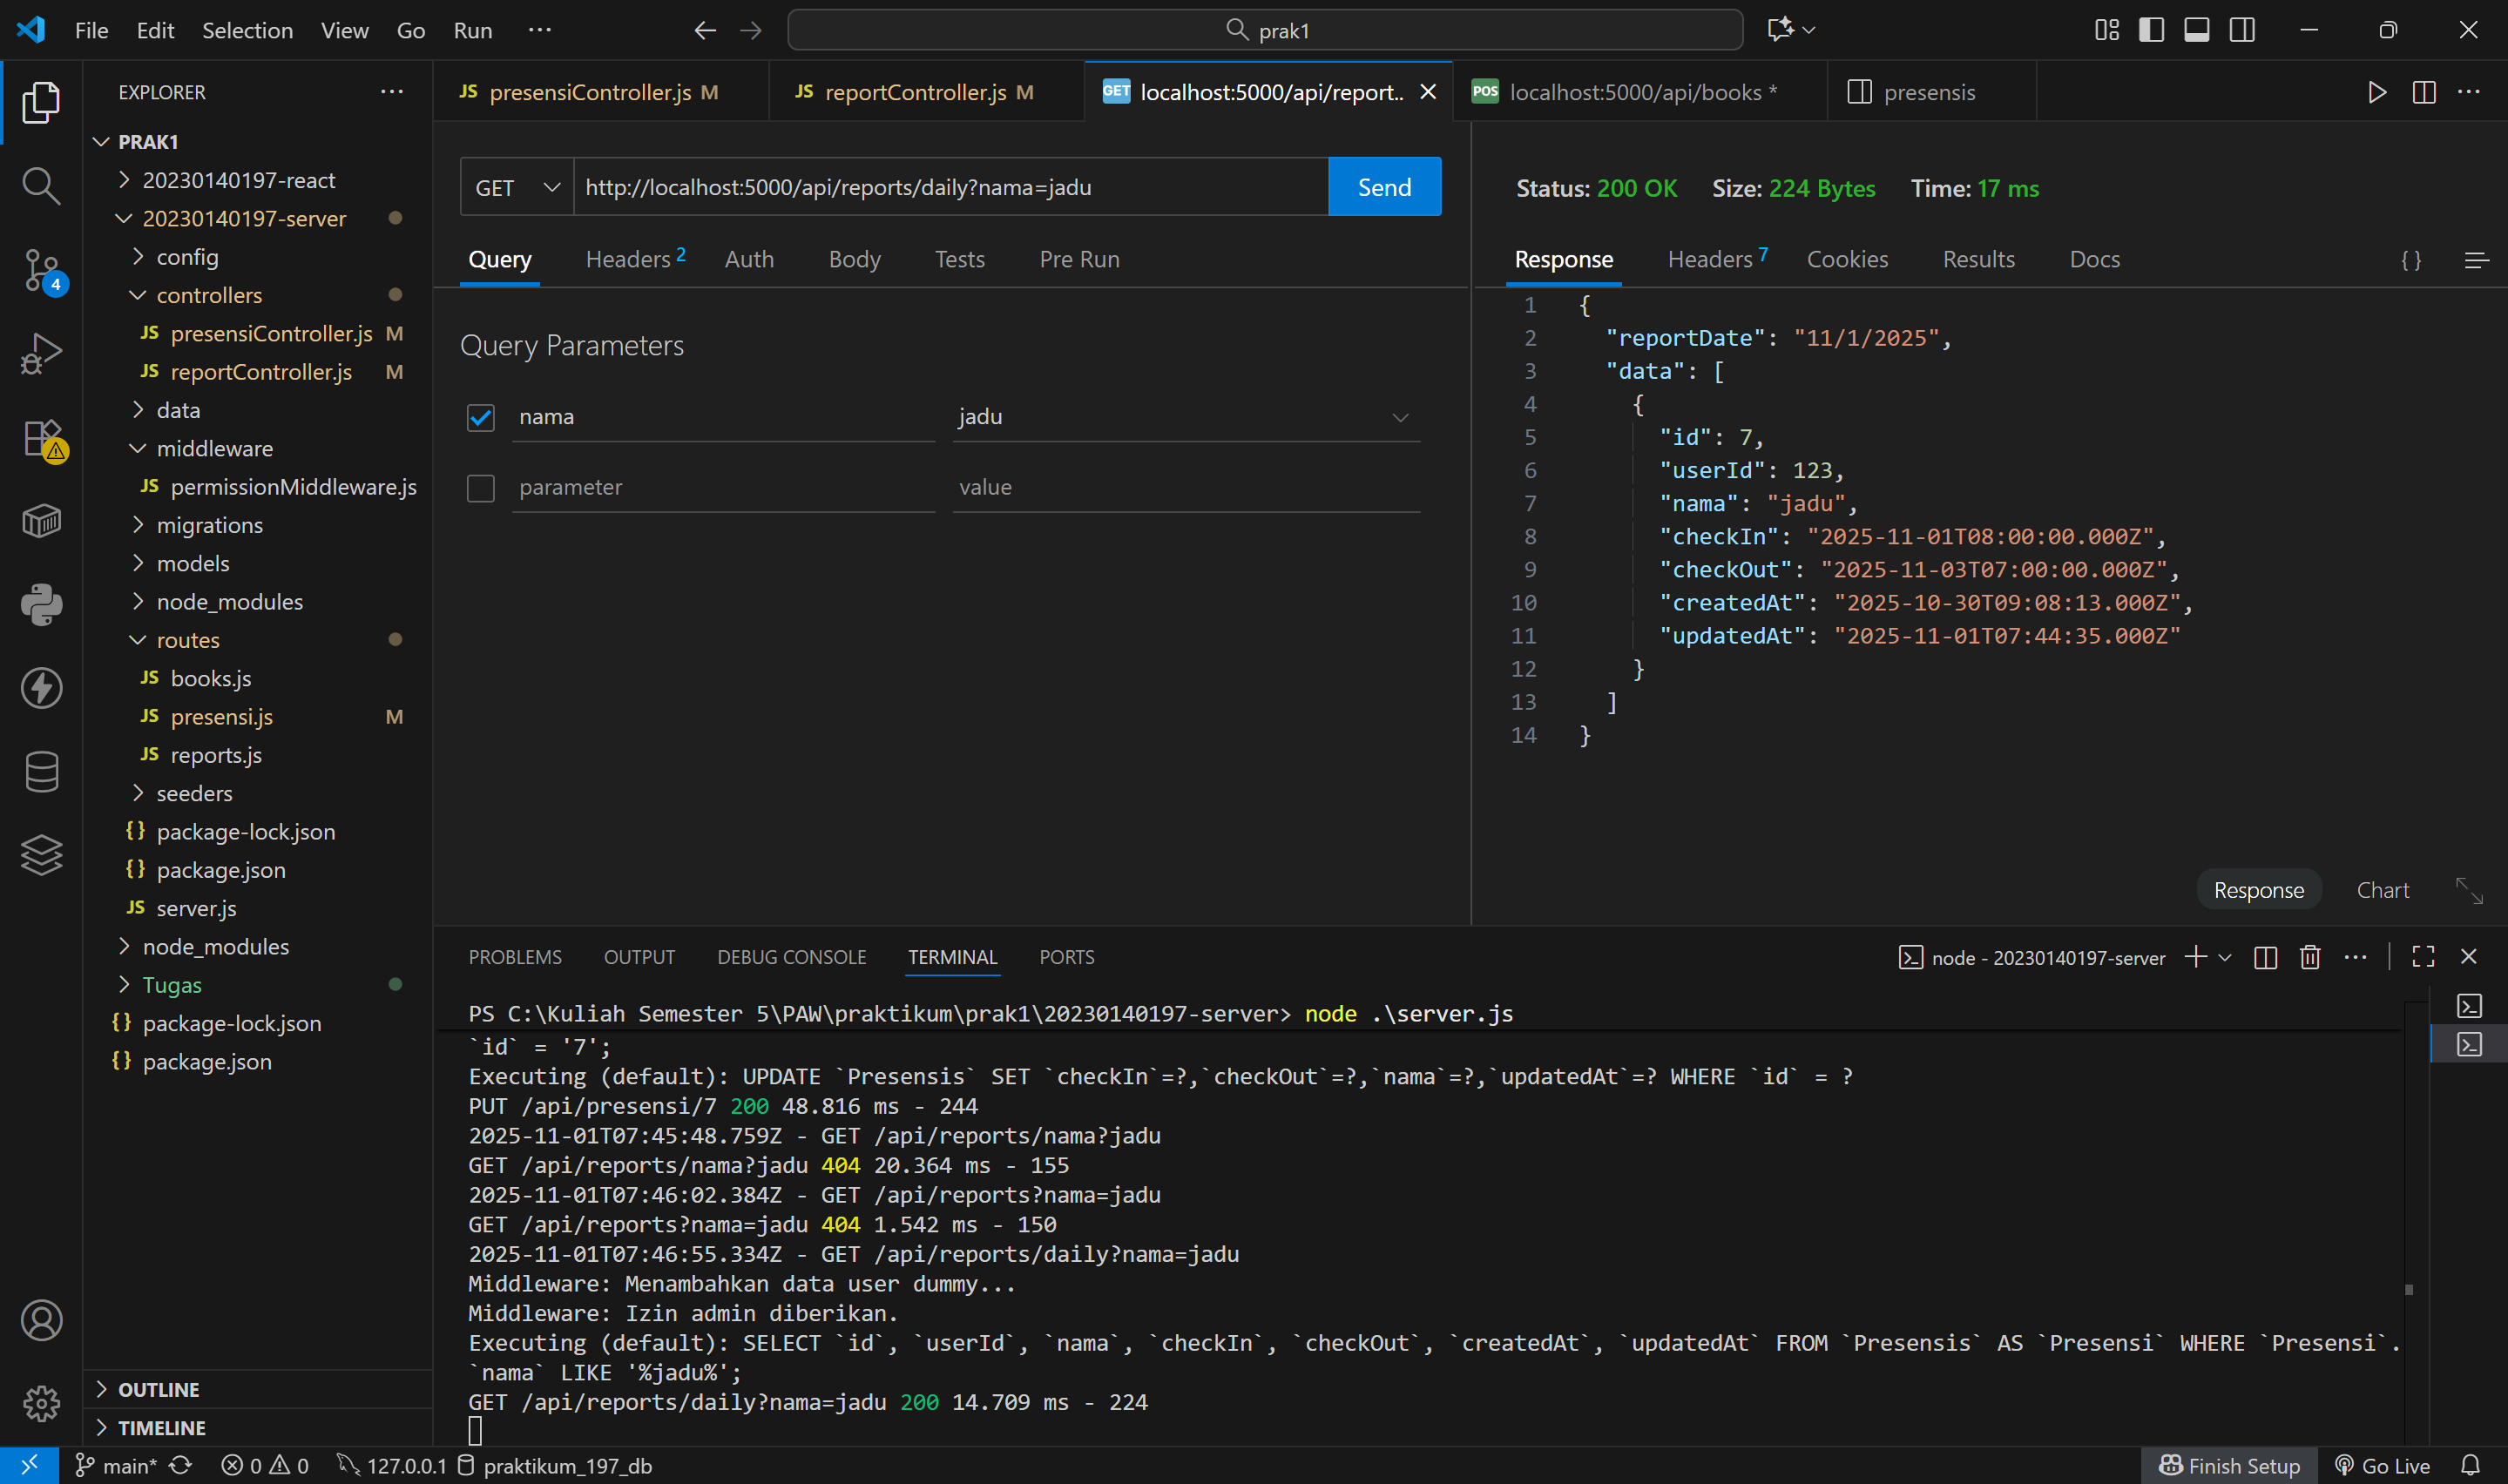 File Edit Selection View Go Run ··· prak1
EXPLORER ···
PRAK1
20230140197-react
20230140197-server
config
controllers
JS presensiController.js M
JS reportController.js M
data
middleware
JS permissionMiddleware.js
migrations
models
node_modules
routes
JS books.js
JS presensi.js M
JS reports.js
seeders
{} package-lock.json
{} package.json
JS server.js
node_modules
Tugas
{} package-lock.json
{} package.json
OUTLINE
TIMELINE
4
JS presensiController.js M JS reportController.js M GET localhost:5000/api/report.. POS localhost:5000/api/books * presensis
GET http://localhost:5000/api/reports/daily?nama=jadu Send
Query Headers 2 Auth Body Tests Pre Run
Query Parameters
nama jadu
parameter value
Status: 200 OK Size: 224 Bytes Time: 17 ms
Response Headers 7 Cookies Results Docs {}
1 {
2 "reportDate": "11/1/2025",
3 "data": [
4 {
5 "id": 7,
6 "userId": 123,
7 "nama": "jadu",
8 "checkIn": "2025-11-01T08:00:00.000Z",
9 "checkOut": "2025-11-03T07:00:00.000Z",
10 "createdAt": "2025-10-30T09:08:13.000Z",
11 "updatedAt": "2025-11-01T07:44:35.000Z"
12 }
13 ]
14 }
Response Chart
PROBLEMS OUTPUT DEBUG CONSOLE TERMINAL PORTS node - 20230140197-server
PS C:\Kuliah Semester 5\PAW\praktikum\prak1\20230140197-server> node .\server.js
`id` = '7';
Executing (default): UPDATE `Presensis` SET `checkIn`=?,`checkOut`=?,`nama`=?,`updatedAt`=? WHERE `id` = ?
PUT /api/presensi/7 200 48.816 ms - 244
2025-11-01T07:45:48.759Z - GET /api/reports/nama?jadu
GET /api/reports/nama?jadu 404 20.364 ms - 155
2025-11-01T07:46:02.384Z - GET /api/reports?nama=jadu
GET /api/reports?nama=jadu 404 1.542 ms - 150
2025-11-01T07:46:55.334Z - GET /api/reports/daily?nama=jadu
Middleware: Menambahkan data user dummy...
Middleware: Izin admin diberikan.
Executing (default): SELECT `id`, `userId`, `nama`, `checkIn`, `checkOut`, `createdAt`, `updatedAt` FROM `Presensis` AS `Presensi` WHERE `Presensi`.
`nama` LIKE '%jadu%';
GET /api/reports/daily?nama=jadu 200 14.709 ms - 224
main* 0 0 127.0.0.1 praktikum_197_db Finish Setup Go Live